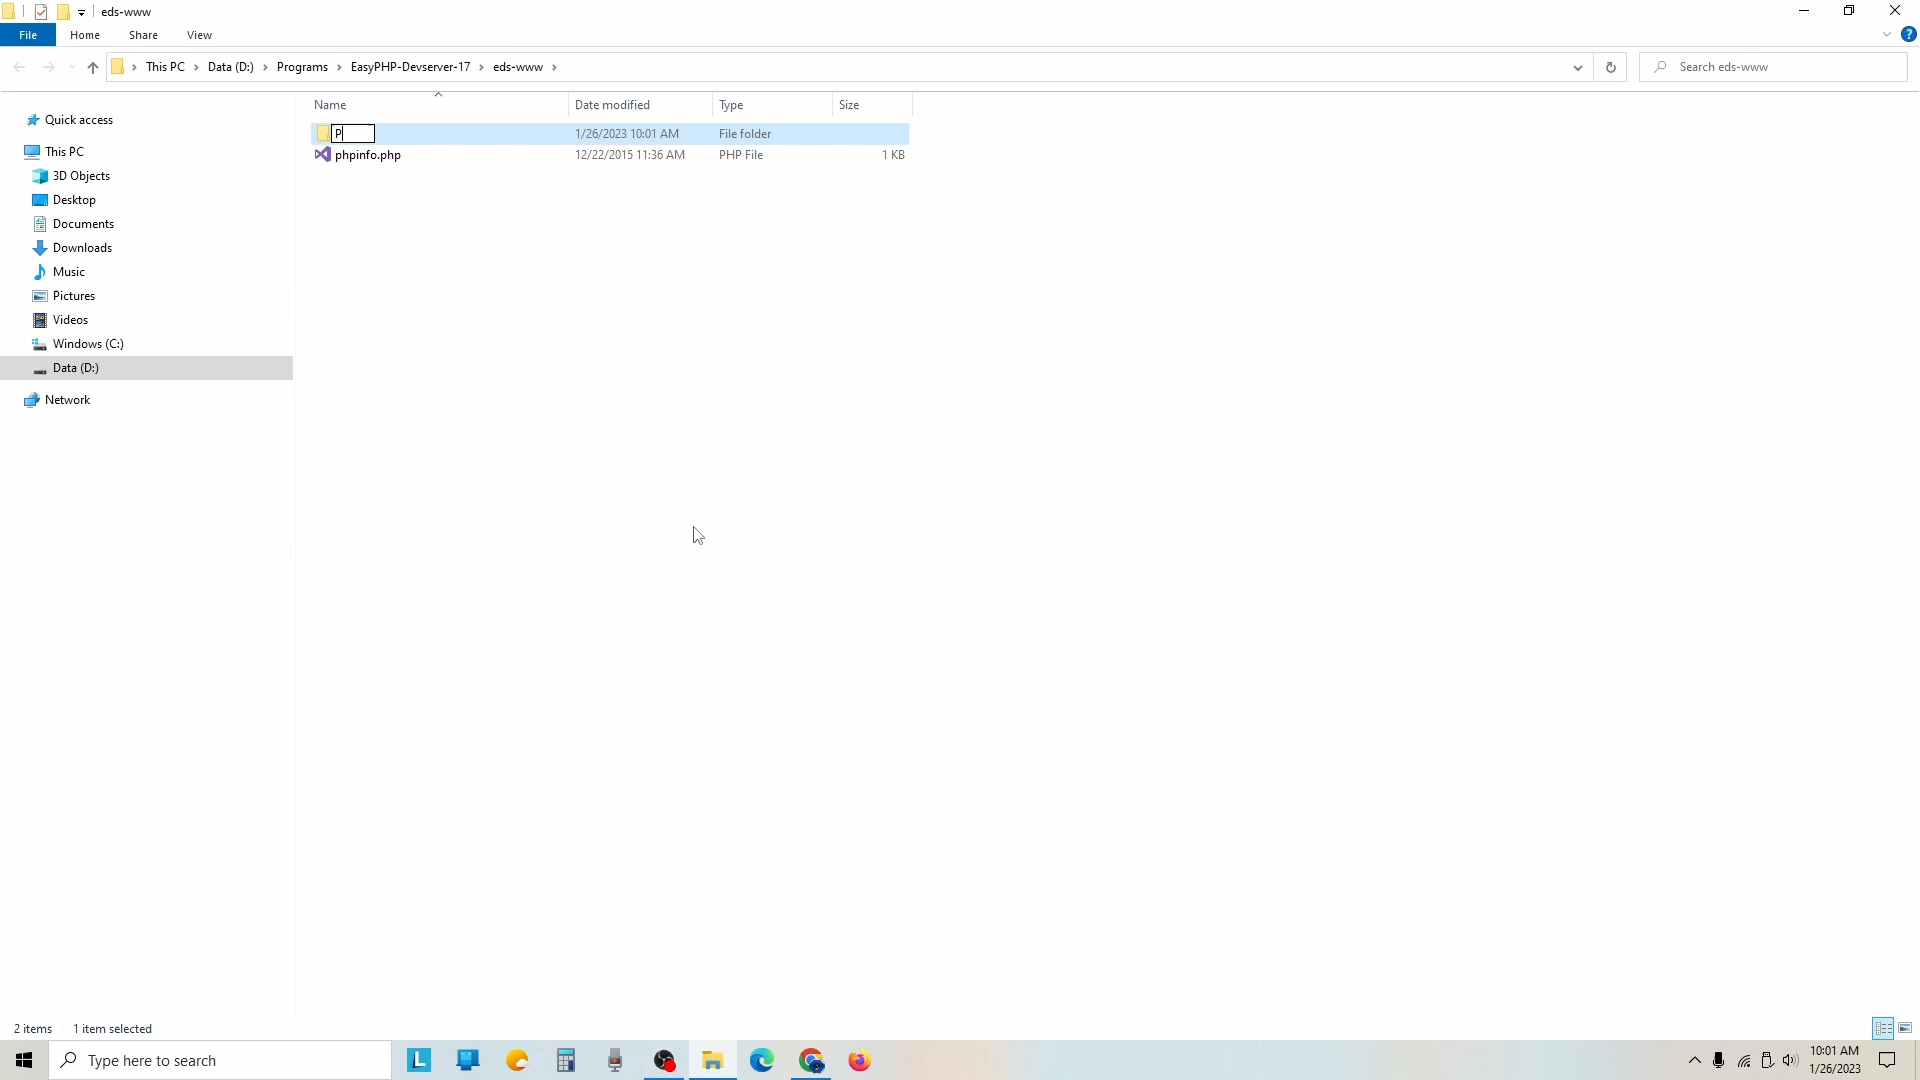 eds-www
File Home Share View
This PC Data (D:) Programs EasyPHP-Devserver-17 eds-www
Search eds-www
Name Date modified Type Size
P 1/26/2023 10:01 AM File folder
phpinfo.php 12/22/2015 11:36 AM PHP File 1 KB
Quick access
This PC
3D Objects
Desktop
Documents
Downloads
Music
Pictures
Videos
Windows (C:)
Data (D:)
Network
2 items 1 item selected
Type here to search
L
10:01 AM
1/26/2023